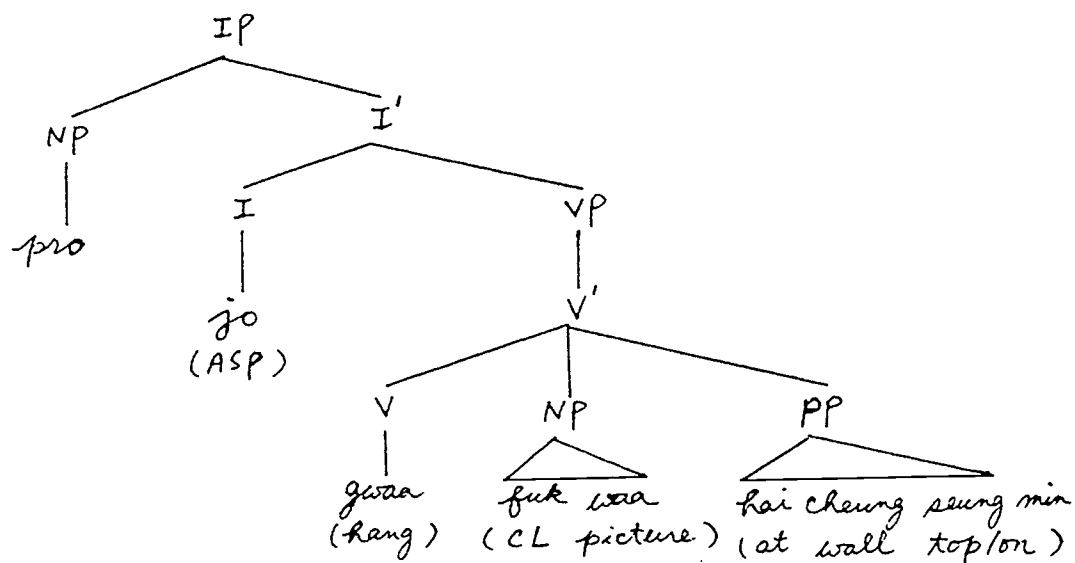 IP
NP I'
pro I VP
jo V'
(ASP)
V NP PP
gwaa fuk waa hai cheung seung min
(hang) (CL picture) (at wall top/on)